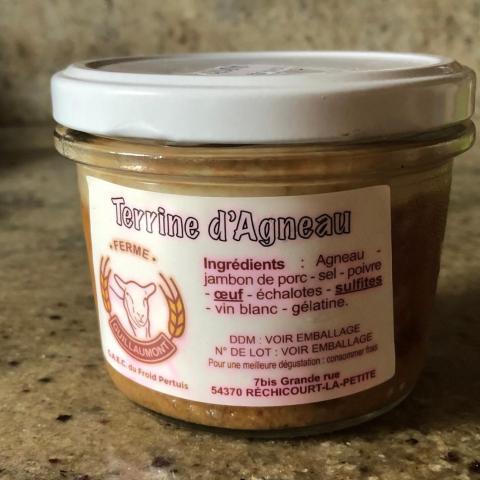 Terrine d'Agneau
FERME
GUILLAUMONT
G.A.E.C. du Froid Pertuis
Ingrédients : Agneau -
jambon de porc - sel - poivre
- œuf - échalotes - sulfites
- vin blanc - gélatine.
DDM : VOIR EMBALLAGE
N° DE LOT : VOIR EMBALLAGE
Pour une meilleure dégustation : consommer frais
7bis Grande rue
54370 RÉCHICOURT-LA-PETITE